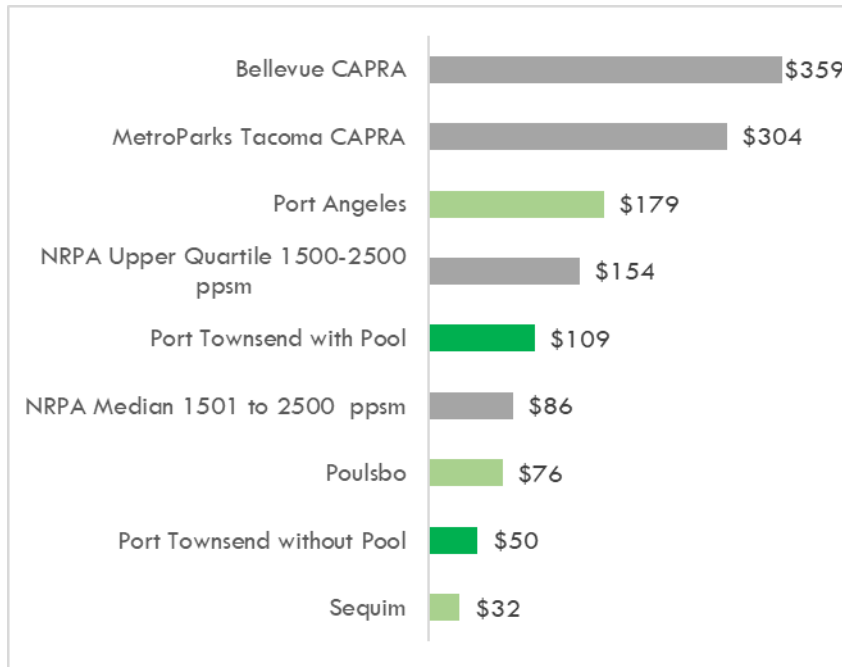 Bellevue CAPRA $359
MetroParks Tacoma CAPRA $304
Port Angeles $179
NRPA Upper Quartile 1500-2500
ppsm $154
Port Townsend with Pool $109
NRPA Median 1501 to 2500 ppsm $86
Poulsbo $76
Port Townsend without Pool $50
Sequim $32